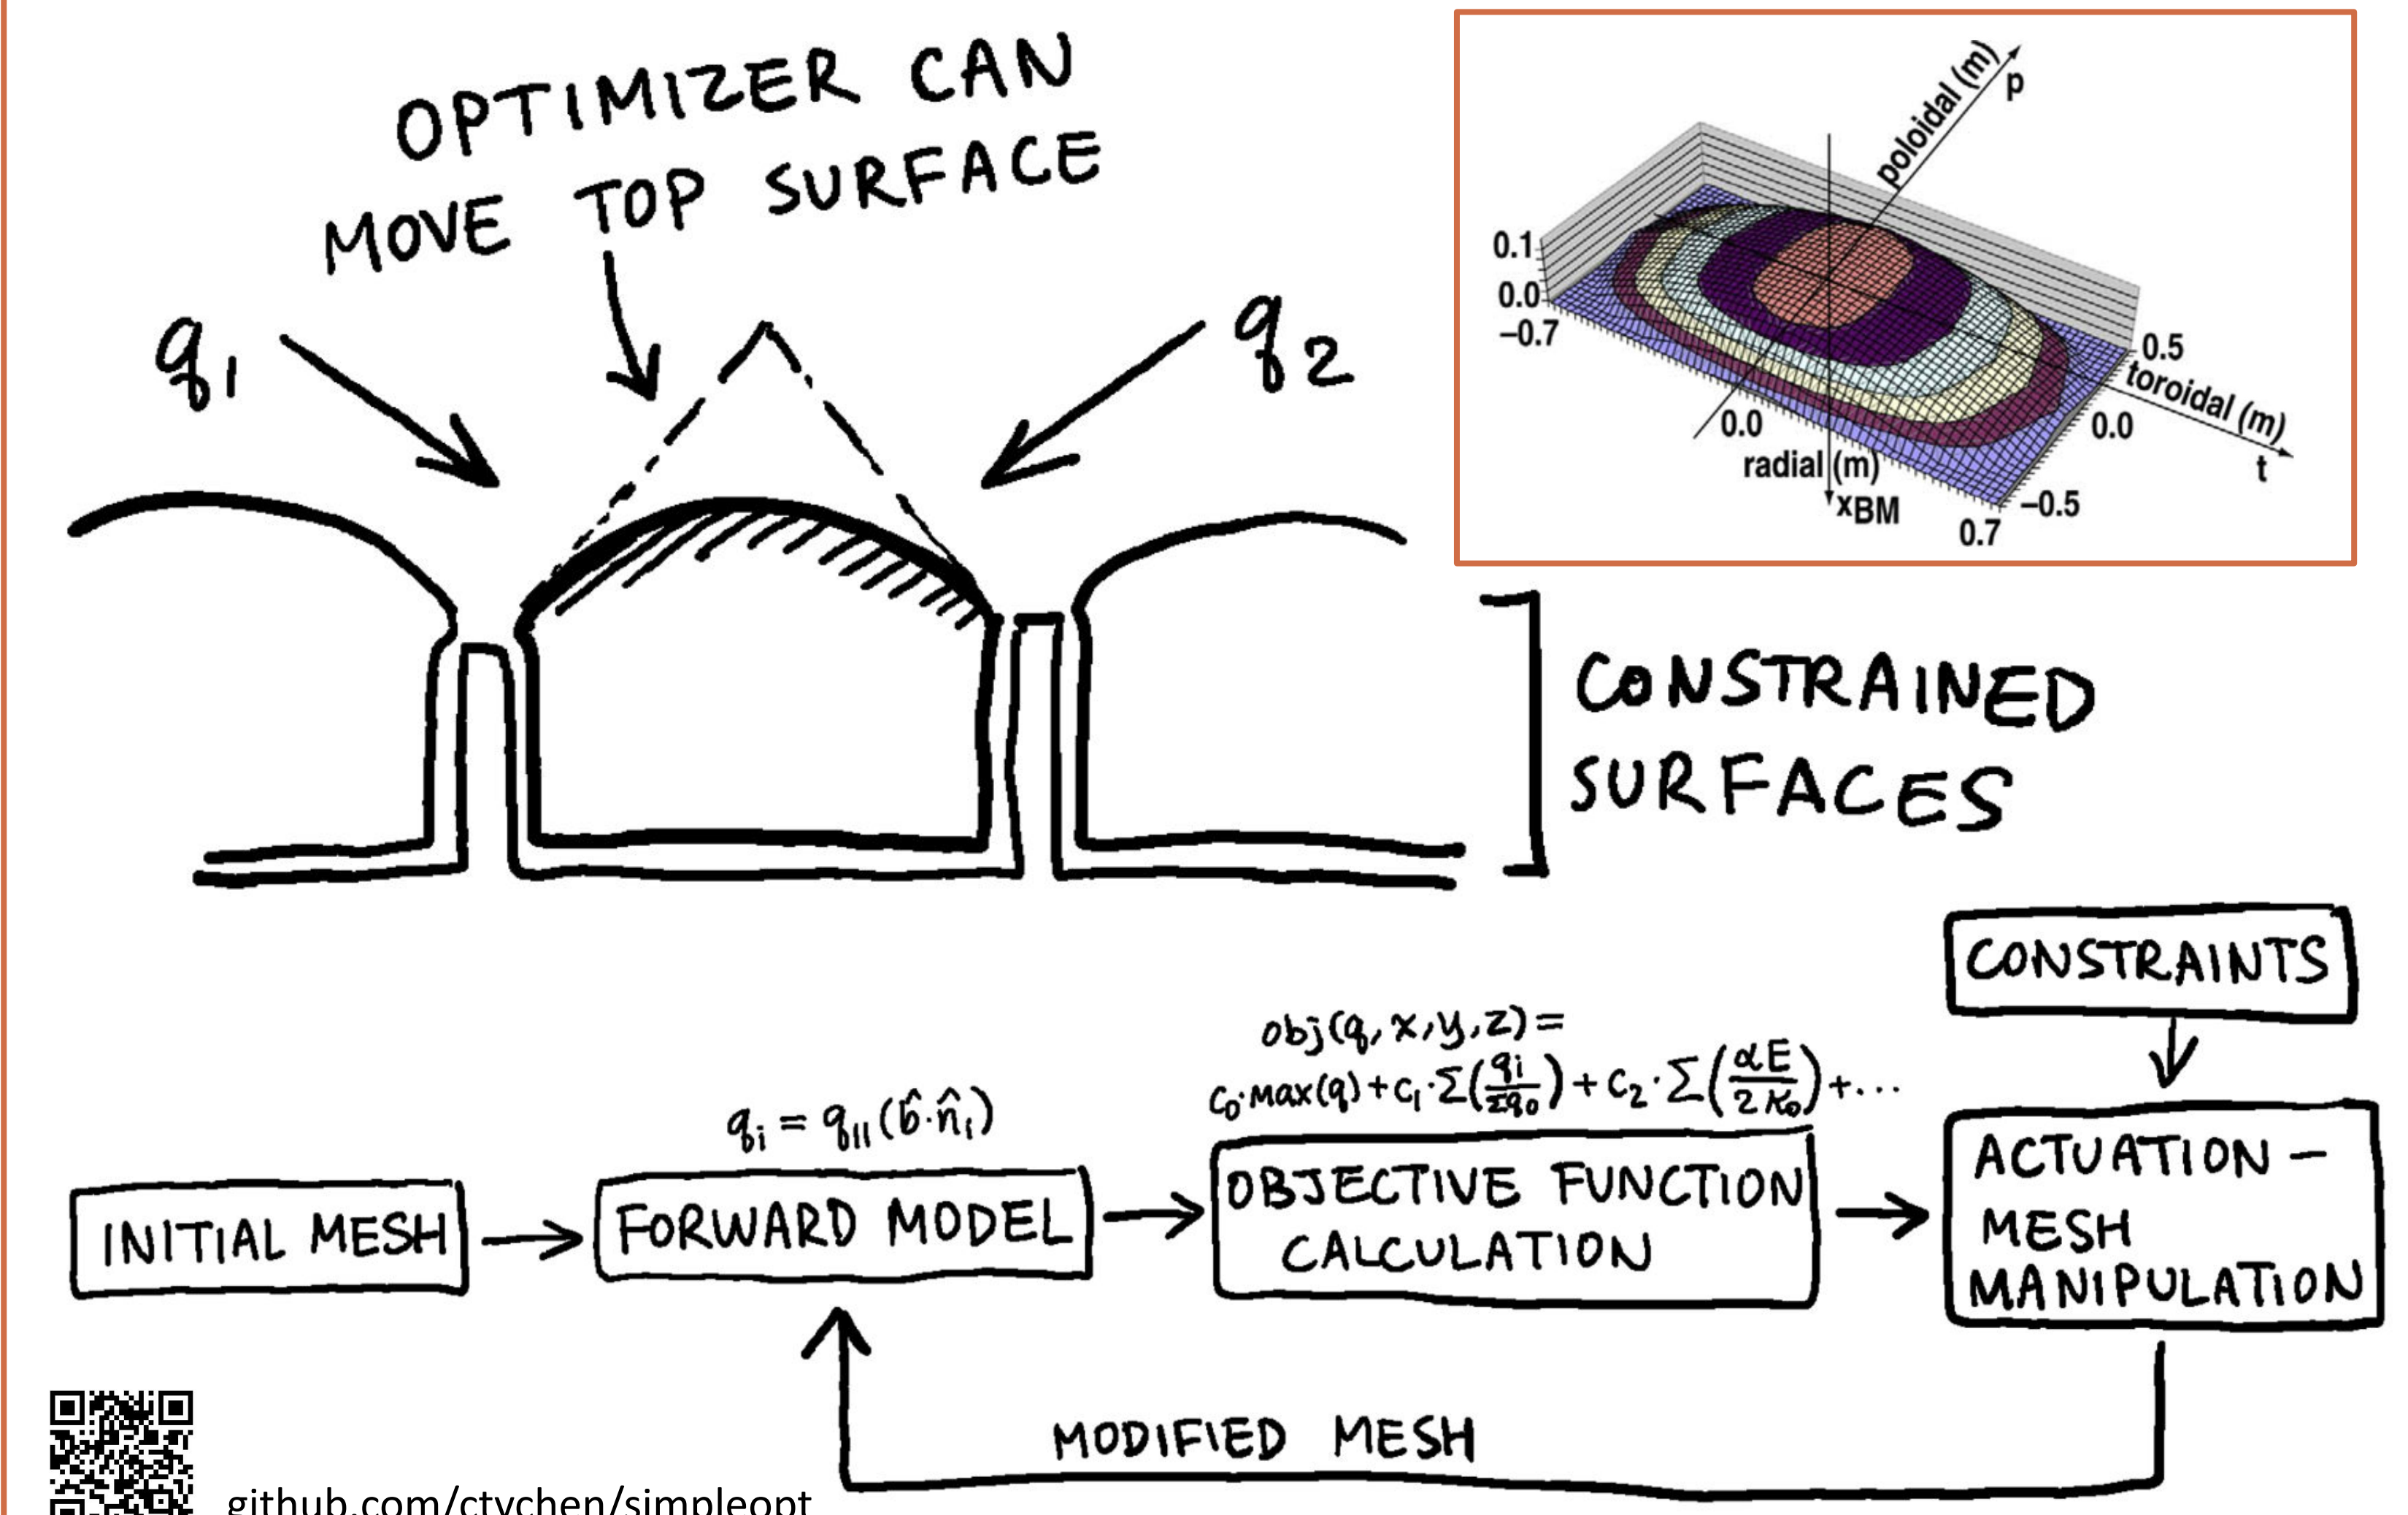 OPTIMIZER CAN
MOVE TOP SURFACE
q1
q2
poloidal (m)
p
0.1
0.0
−0.7
0.5
toroidal (m)
0.0
0.0
t
radial (m)
xBM
−0.5
0.7
CONSTRAINED
SURFACES
CONSTRAINTS
obj(q,x,y,z)=
C0·max(q)+C1·Σ(qi/Σq0)+C2·Σ(αE/2κ0)+...
qi = q||(b̂·n̂i)
INITIAL MESH
FORWARD MODEL
OBJECTIVE FUNCTION
CALCULATION
ACTUATION –
MESH
MANIPULATION
MODIFIED MESH
github.com/ctychen/simpleopt